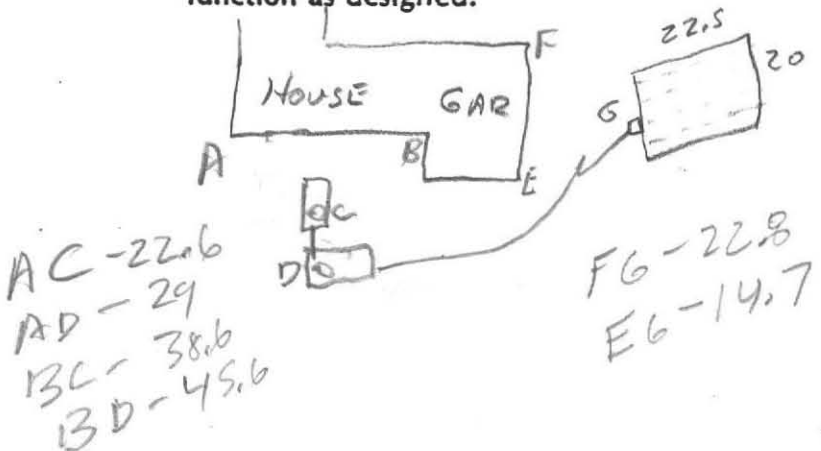 function as designed.
22.5
20
F
HOUSE
GAR
G
A
B
E
C
D
AC - 22.6
AD - 29
BC - 38.6
BD - 45.6
FG - 22.8
EG - 14.7